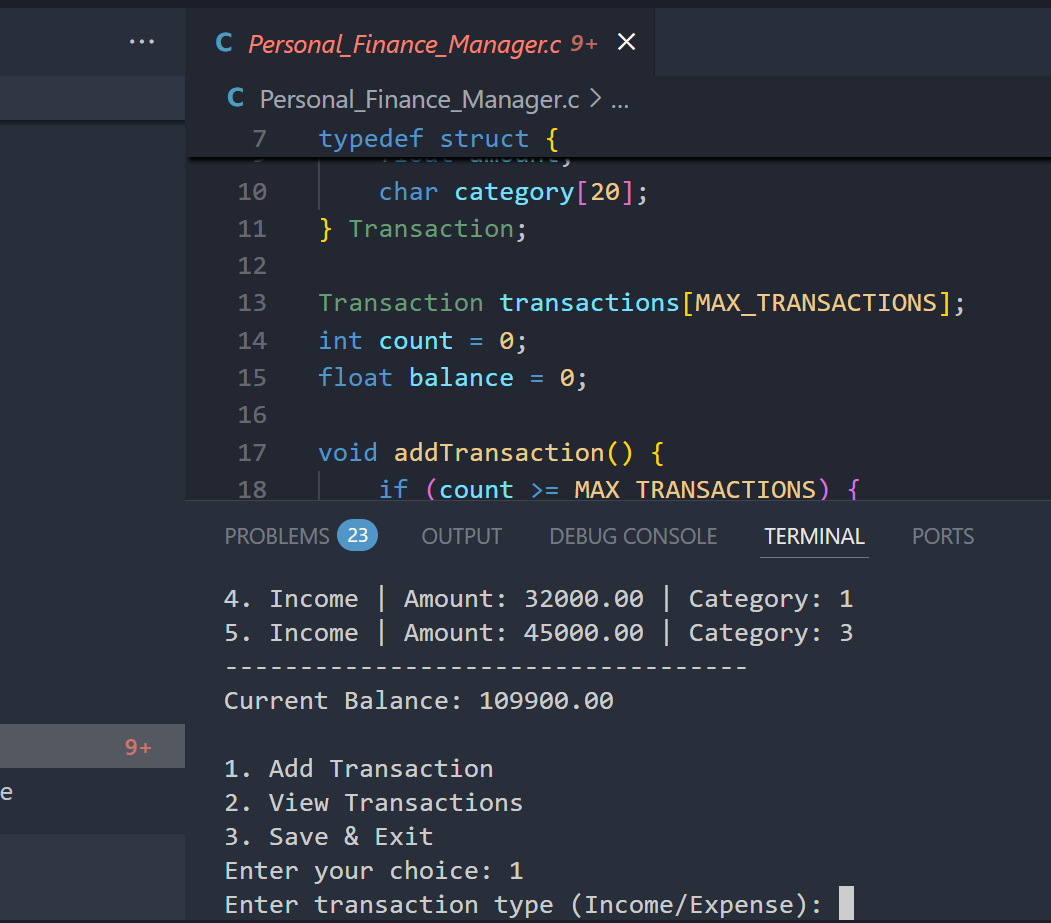 ...
C Personal_Finance_Manager.c 9+ ×
C Personal_Finance_Manager.c > ...
7 typedef struct {
10 char category[20];
11 } Transaction;
12
13 Transaction transactions[MAX_TRANSACTIONS];
14 int count = 0;
15 float balance = 0;
16
17 void addTransaction() {
18 if (count >= MAX_TRANSACTIONS) {
PROBLEMS 23 OUTPUT DEBUG CONSOLE TERMINAL PORTS
4. Income | Amount: 32000.00 | Category: 1
5. Income | Amount: 45000.00 | Category: 3
-----------------------------------
Current Balance: 109900.00
9+
e
1. Add Transaction
2. View Transactions
3. Save & Exit
Enter your choice: 1
Enter transaction type (Income/Expense):